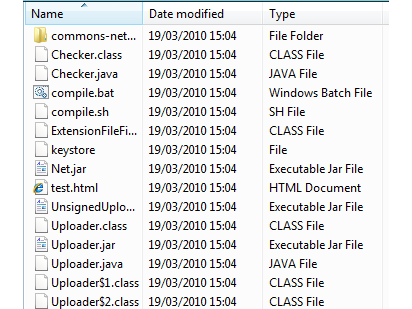 Name Date modified Type
commons-net... 19/03/2010 15:04 File Folder
Checker.class 19/03/2010 15:04 CLASS File
Checker.java 19/03/2010 15:04 JAVA File
compile.bat 19/03/2010 15:04 Windows Batch File
compile.sh 19/03/2010 15:04 SH File
ExtensionFileFi... 19/03/2010 15:04 CLASS File
keystore 19/03/2010 15:04 File
Net.jar 19/03/2010 15:04 Executable Jar File
test.html 19/03/2010 15:04 HTML Document
UnsignedUplo... 19/03/2010 15:04 Executable Jar File
Uploader.class 19/03/2010 15:04 CLASS File
Uploader.jar 19/03/2010 15:04 Executable Jar File
Uploader.java 19/03/2010 15:04 JAVA File
Uploader$1.class 19/03/2010 15:04 CLASS File
Uploader$2.class 19/03/2010 15:04 CLASS File